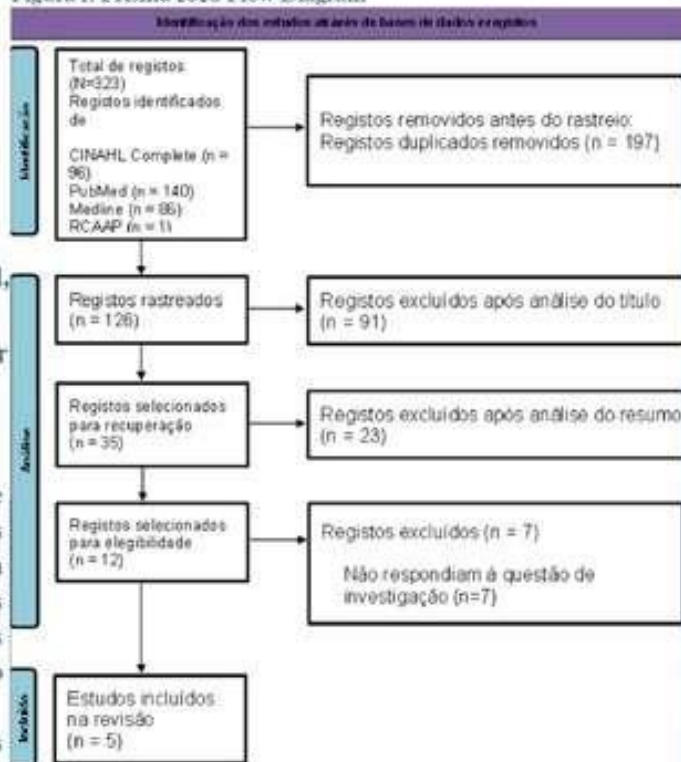 Identificação dos estudos através de bases de dados e registos
Identificação
Total de registos
(N=323)
Registos identificados
de
CINAHL Complete (n =
96)
PubMed (n = 140)
Medline (n = 86)
RCAAP (n = 1)
Registos removidos antes do rastreio:
Registos duplicados removidos (n = 197)
Análise
Registos rastreados
(n = 126)
Registos excluídos após análise do título
(n = 91)
Registos selecionados
para recuperação
(n = 35)
Registos excluídos após análise do resumo
(n = 23)
Registos selecionados
para elegibilidade
(n = 12)
Registos excluídos (n = 7)
Não respondiam à questão de
investigação (n=7)
Incluído
Estudos incluídos
na revisão
(n = 5)